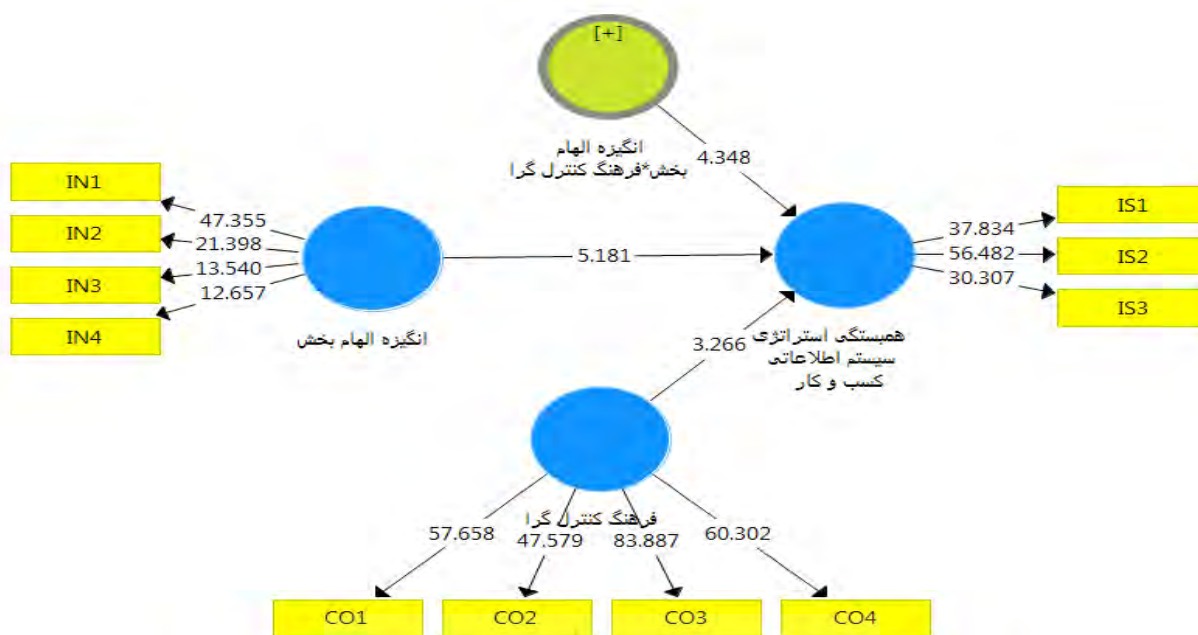 [+]
انگیزه الهام
بخش*فرهنگ کنترل گرا
4.348
IN1
IN2
IN3
IN4
47.355
21.398
13.540
12.657
انگیزه الهام بخش
5.181
37.834
56.482
30.307
IS1
IS2
IS3
همبستگی استراتژی
سیستم اطلاعاتی
کسب و کار
3.266
فرهنگ کنترل گرا
57.658
47.579
83.887
60.302
CO1
CO2
CO3
CO4